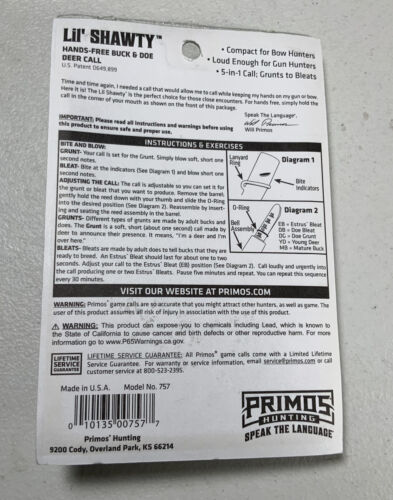 Lil' SHAWTY™
HANDS-FREE BUCK & DOE
DEER CALL
U.S. Patent D649,899
• Compact for Bow Hunters
• Loud Enough for Gun Hunters
• 5-in-1 Call; Grunts to Bleats
Time and time again, I needed a call that would allow me to call while keeping my hands on my gun or bow.
Here it is! The Lil Shawty™ is the perfect choice for those close encounters. For hands free, simply hold the
call in the corner of your mouth as shown on the front of this package.
Speak The Language®,
Will Primos
Will Primos
IMPORTANT: Please read all instructions and warnings before using
this product to ensure safe and proper use.
INSTRUCTIONS & EXERCISES
BITE AND BLOW:
GRUNT- Your call is set for the Grunt. Simply blow soft, short one
second notes.
BLEAT- Bite at the indicators (See Diagram 1) and blow short one
second notes.
ADJUSTING THE CALL: The call is adjustable so you can set it for
the grunt or bleat that you want to produce. Remove the barrel,
gently hold the reed down with your thumb and slide the O-Ring
into the desired position (See Diagram 2). Reassemble by insert-
ing and seating the reed assembly in the barrel.
GRUNTS- Different types of grunts are made by adult bucks and
does. The Grunt is a soft, short (about one second) call made by
deer to announce their presence. It means, "I'm a deer and I'm
over here."
BLEATS- Bleats are made by adult does to tell bucks that they are
ready to breed. An Estrus Bleat should last for about one to two
seconds. Adjust your call to the Estrus® Bleat (EB) position (See Diagram 2). Call loudly and urgently into
the call producing one or two Estrus® Bleats. Pause five minutes and repeat. You can repeat this sequence
every 30 minutes.
Lanyard
Ring
Diagram 1
Bite
Indicators
O-Ring
Diagram 2
Bell
Assembly
EB = Estrus® Bleat
DB = Doe Bleat
DG = Doe Grunt
YD = Young Deer
MB = Mature Buck
VISIT OUR WEBSITE AT PRIMOS.COM
WARNING: Primos® game calls are so accurate that you might attract other hunters, as well as game. The
user of this product assumes all risk of injury in association with the use of this product.
WARNING: This product can expose you to chemicals including Lead, which is known to
the State of California to cause cancer and birth defects or other reproductive harm. For more
information go to www.P65Warnings.ca.gov.
LIFETIME
SERVICE
GUARANTEE
LIFETIME SERVICE GUARANTEE: All Primos® game calls come with a Limited Lifetime
Service Guarantee. For warranty or service information, email service@primos.com or call
customer service at 800-523-2395.
Made in U.S.A. Model No. 757
0 10135 00757 7
Primos® Hunting
9200 Cody, Overland Park, KS 66214
PRIMOS
HUNTING
SPEAK THE LANGUAGE®